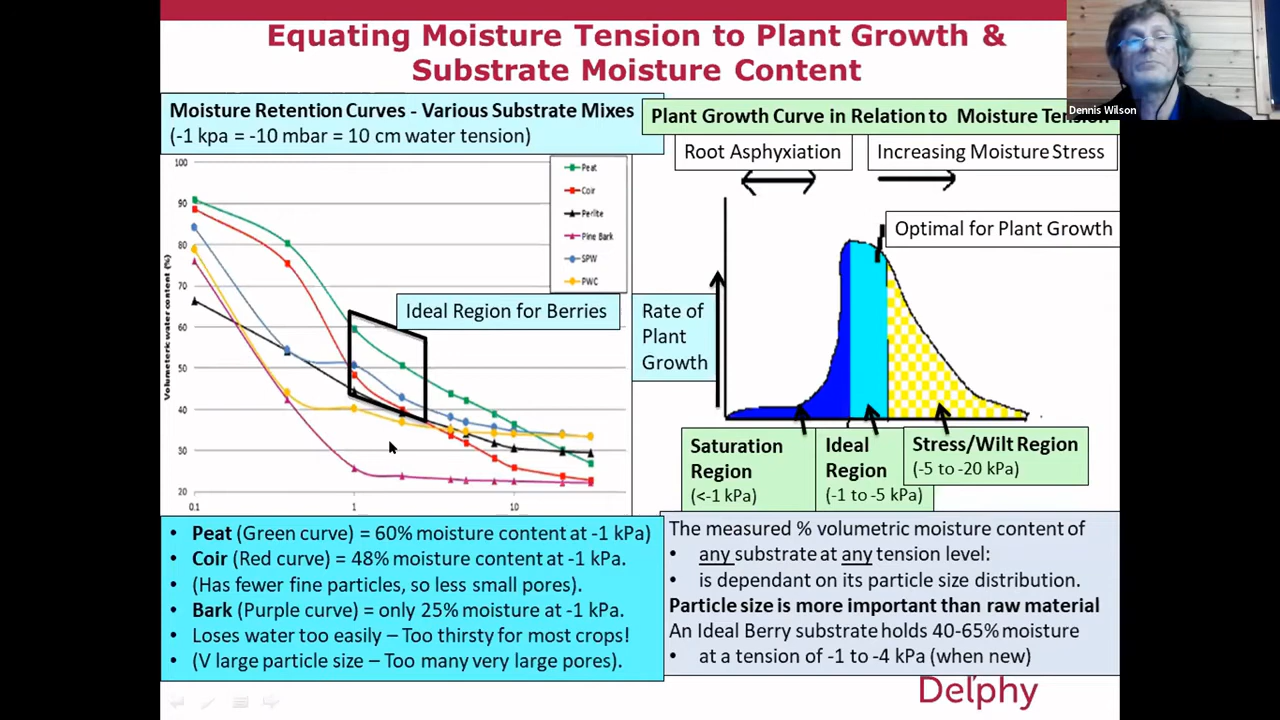 Equating Moisture Tension to Plant Growth &
Substrate Moisture Content
Dennis Wilson
Moisture Retention Curves - Various Substrate Mixes
(-1 kpa = -10 mbar = 10 cm water tension)
Volumeteric water content (%)
100
90
80
70
60
50
40
30
20
0.1
1
10
Peat
Coir
Perlite
Pine Bark
SPW
PWC
Ideal Region for Berries
Plant Growth Curve in Relation to Moisture Tension
Root Asphyxiation
Increasing Moisture Stress
Optimal for Plant Growth
Rate of
Plant
Growth
Saturation
Region
(<-1 kPa)
Ideal
Region
(-1 to -5 kPa)
Stress/Wilt Region
(-5 to -20 kPa)
• Peat (Green curve) = 60% moisture content at -1 kPa)
• Coir (Red curve) = 48% moisture content at -1 kPa.
• (Has fewer fine particles, so less small pores).
• Bark (Purple curve) = only 25% moisture at -1 kPa.
• Loses water too easily – Too thirsty for most crops!
• (V large particle size – Too many very large pores).
The measured % volumetric moisture content of
• any substrate at any tension level:
• is dependant on its particle size distribution.
Particle size is more important than raw material
An Ideal Berry substrate holds 40-65% moisture
• at a tension of -1 to -4 kPa (when new)
Delphy